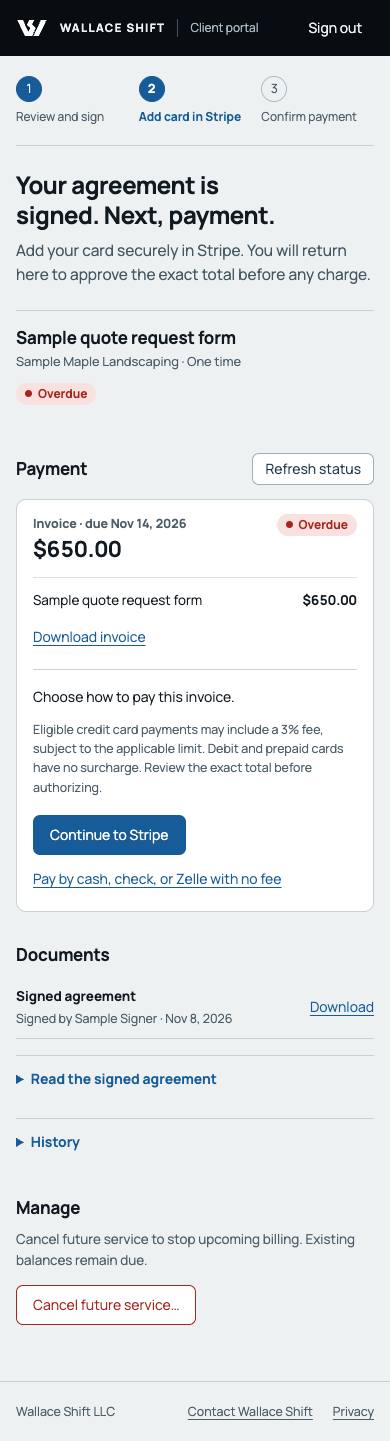 WALLACE SHIFT
Client portal
Sign out
1
2
3
Review and sign
Add card in Stripe
Confirm payment
Your agreement is
signed. Next, payment.
Add your card securely in Stripe. You will return
here to approve the exact total before any charge.
Sample quote request form
Sample Maple Landscaping · One time
Overdue
Payment
Refresh status
Invoice · due Nov 14, 2026
Overdue
$650.00
Sample quote request form
$650.00
Download invoice
Choose how to pay this invoice.
Eligible credit card payments may include a 3% fee,
subject to the applicable limit. Debit and prepaid cards
have no surcharge. Review the exact total before
authorizing.
Continue to Stripe
Pay by cash, check, or Zelle with no fee
Documents
Signed agreement
Signed by Sample Signer · Nov 8, 2026
Download
Read the signed agreement
History
Manage
Cancel future service to stop upcoming billing. Existing
balances remain due.
Cancel future service…
Wallace Shift LLC
Contact Wallace Shift
Privacy